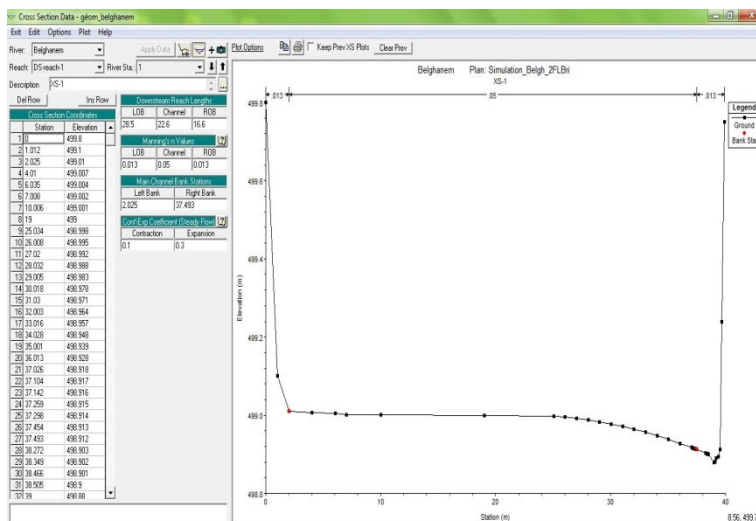 Cross Section Data - géom_belghanem
Exit Edit Options Plot Help
River: Belghanem Apply Data Plot Options Keep Prev XS Plots Clear Prev
Reach: DS-reach-1 River Sta.: 1
Description XS-1
Del Row Ins Row
Cross Section Coordinates
Station Elevation
1 0 499.8
2 1.012 499.1
3 2.025 499.01
4 4.01 499.007
5 6.035 499.004
6 7.008 499.002
7 10.006 499.001
8 19 499
9 25.034 498.998
10 26.008 498.995
11 27.02 498.992
12 28.032 498.988
13 29.005 498.983
14 30.018 498.978
15 31.03 498.971
16 32.003 498.964
17 33.016 498.957
18 34.028 498.948
19 35.001 498.939
20 36.013 498.928
21 37.026 498.918
22 37.104 498.917
23 37.142 498.916
24 37.259 498.915
25 37.298 498.914
26 37.454 498.913
27 37.493 498.912
28 38.272 498.903
29 38.349 498.902
30 38.466 498.901
31 38.505 498.9
32 39 498.88
Downstream Reach Lengths
LOB Channel ROB
28.5 22.6 16.6
Manning's n Values
LOB Channel ROB
0.013 0.05 0.013
Main Channel Bank Stations
Left Bank Right Bank
2.025 37.493
Cont\Exp Coefficient (Steady Flow)
Contraction Expansion
0.1 0.3
Belghanem Plan: Simulation_Belgh_2FLBri
XS-1
.013 .05 .013
499.8
499.6
499.4
499.2
499.0
498.8
Elevation (m)
0 10 20 30 40
Station (m)
Legend
Ground
Bank Sta